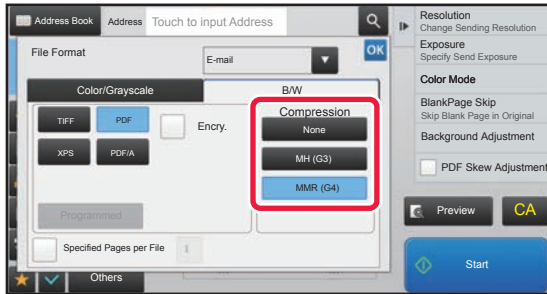 Address Book
Address
Touch to input Address
File Format
E-mail
OK
Color/Grayscale
B/W
TIFF
PDF
Encry.
XPS
PDF/A
Programmed
Compression
None
MH (G3)
MMR (G4)
Specified Pages per File
1
Others
Resolution
Change Sending Resolution
Exposure
Specify Send Exposure
Color Mode
BlankPage Skip
Skip Blank Page in Original
Background Adjustment
PDF Skew Adjustment
Preview
CA
Start